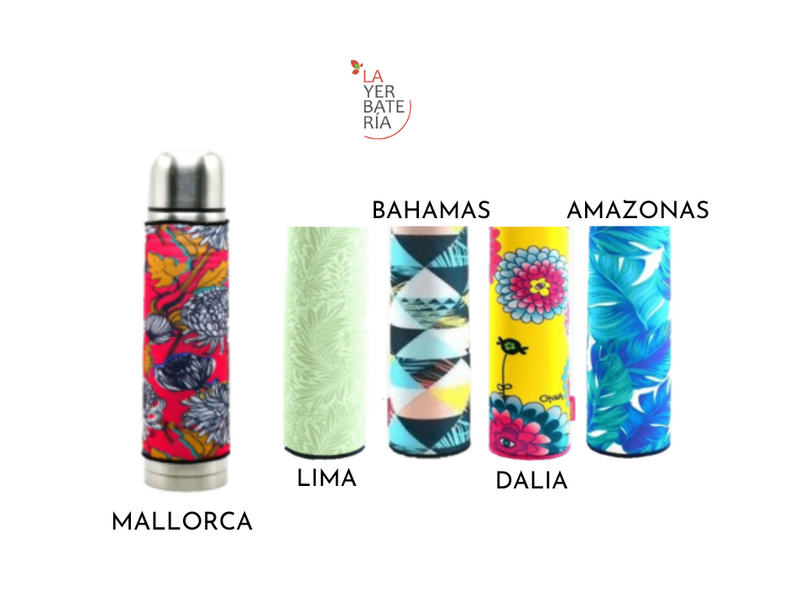 LA
YER
BATE
RÍA
BAHAMAS
AMAZONAS
LIMA
DALIA
MALLORCA